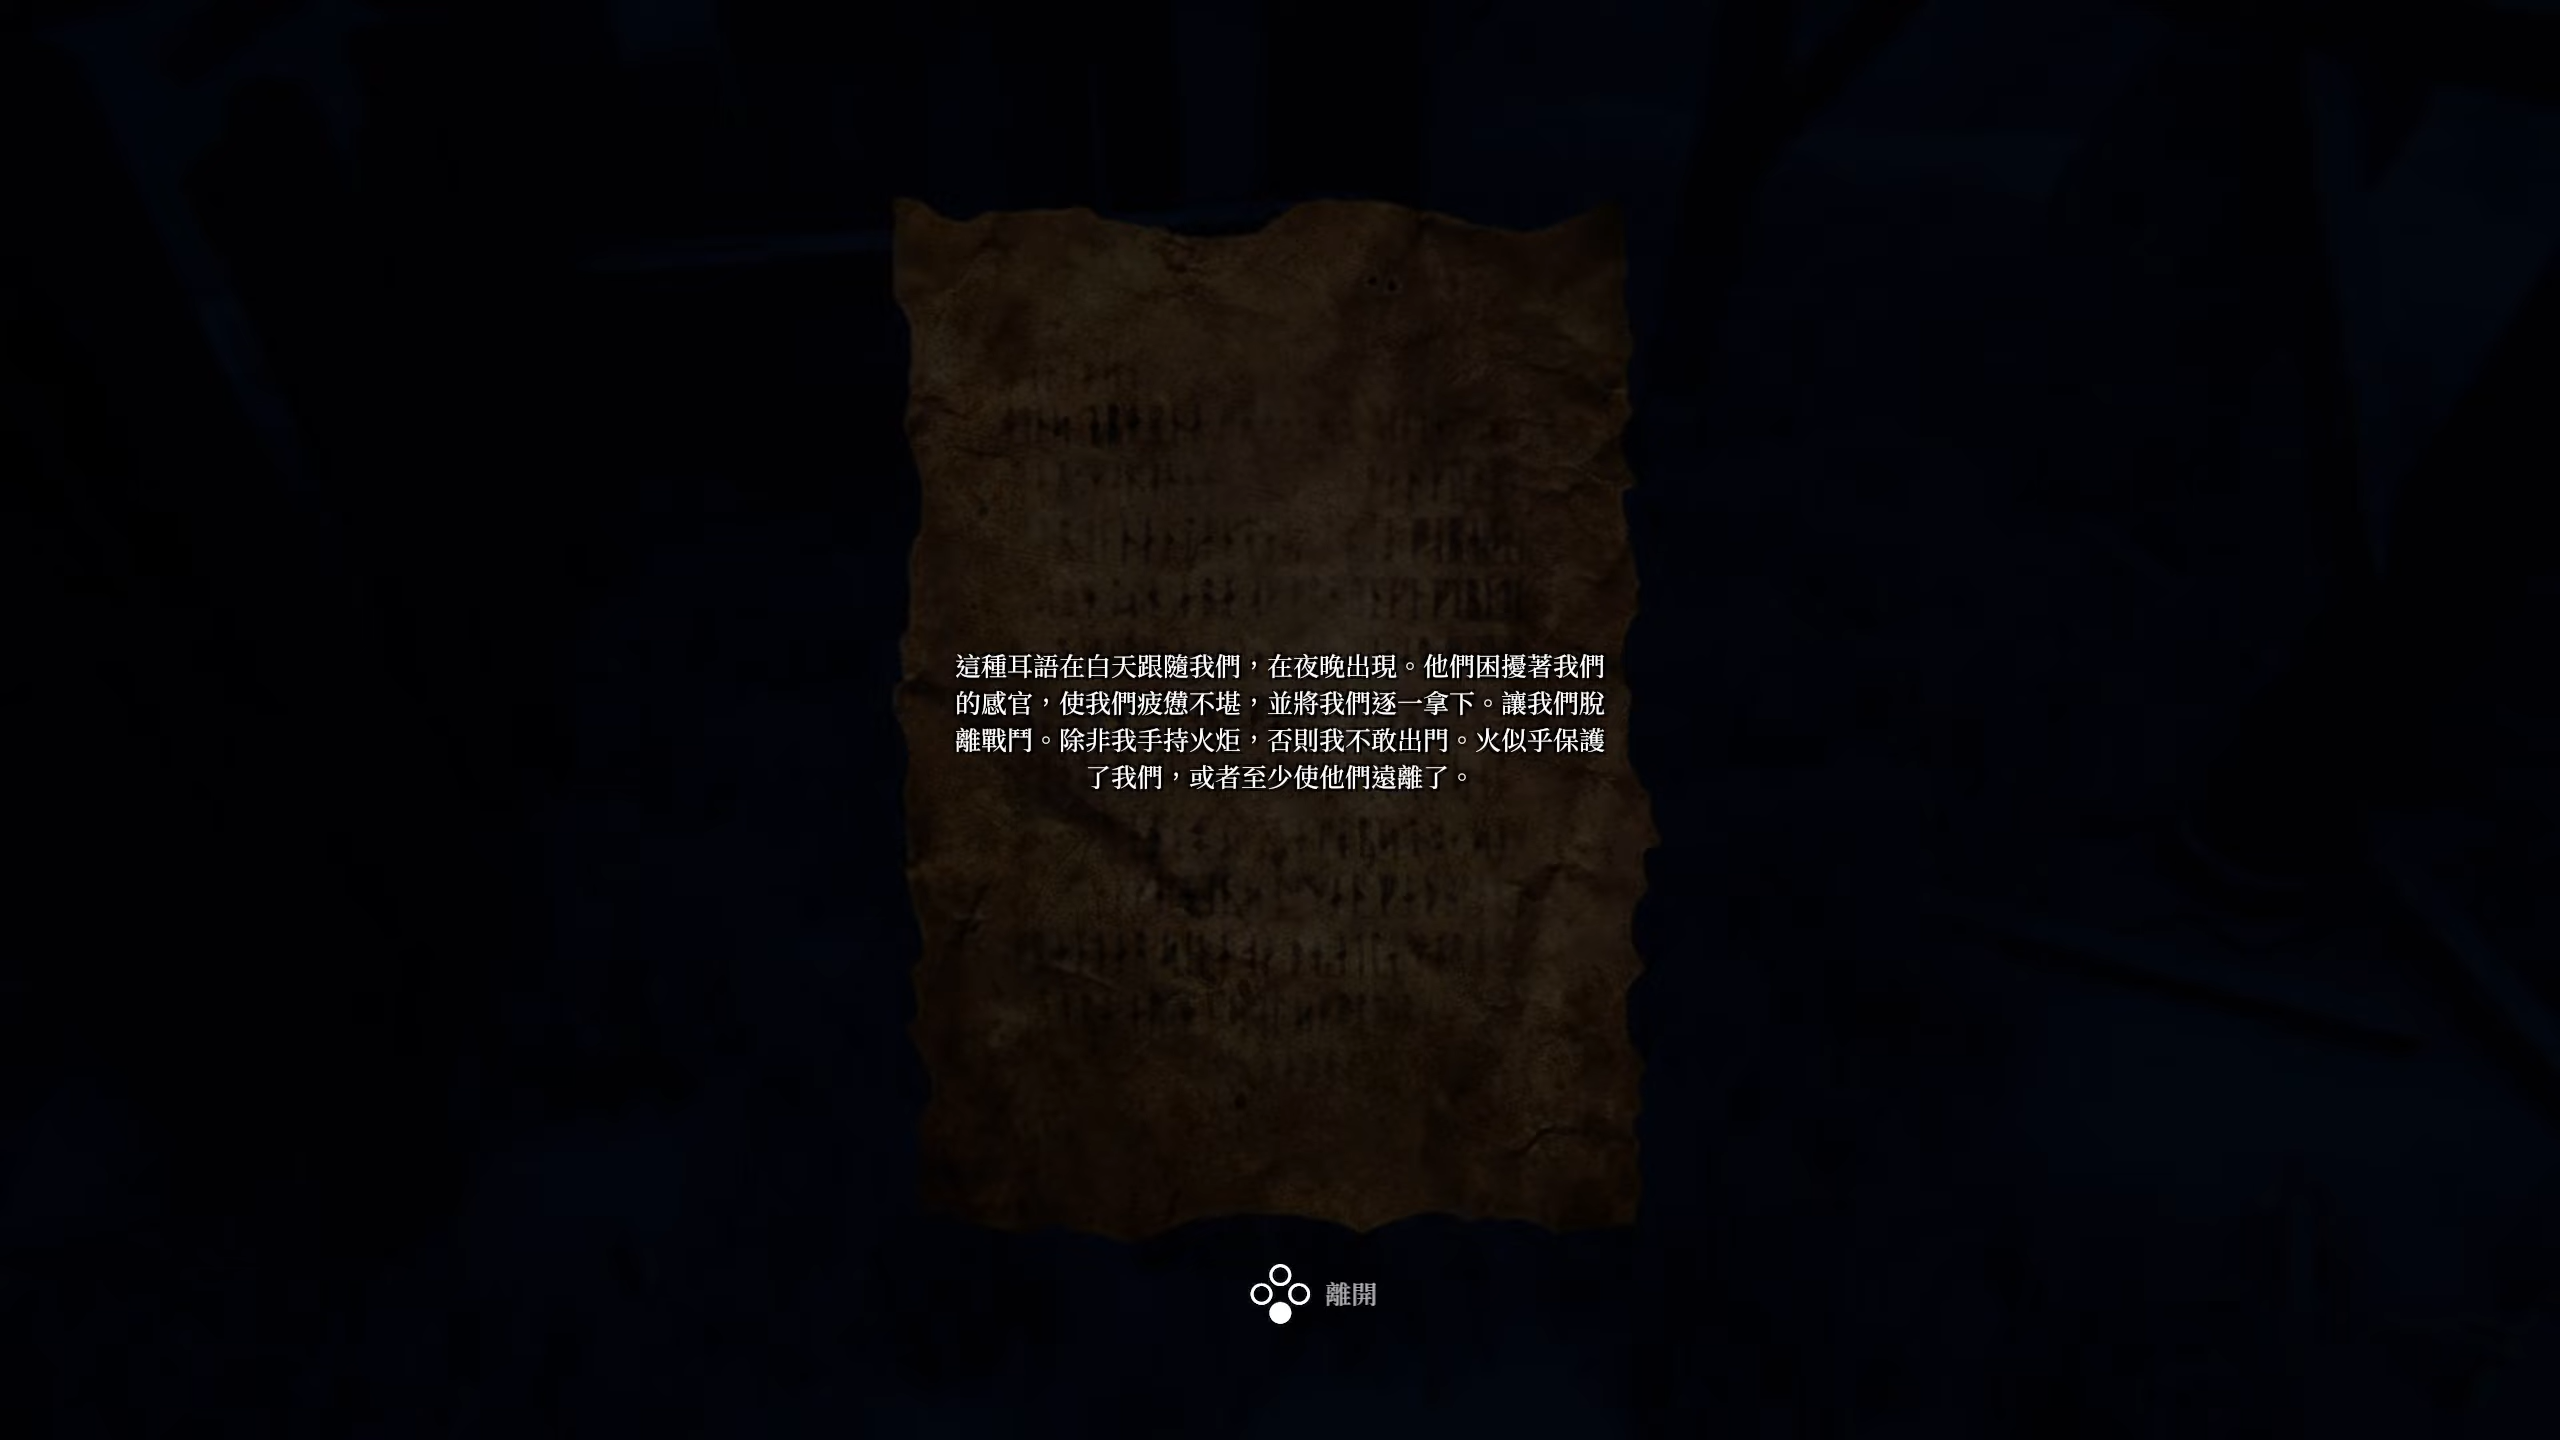 這種耳語在白天跟隨我們，在夜晚出現。他們困擾著我們
的感官，使我們疲憊不堪，並將我們逐一拿下。讓我們脫
離戰鬥。除非我手持火炬，否則我不敢出門。火似乎保護
了我們，或者至少使他們遠離了。
離開